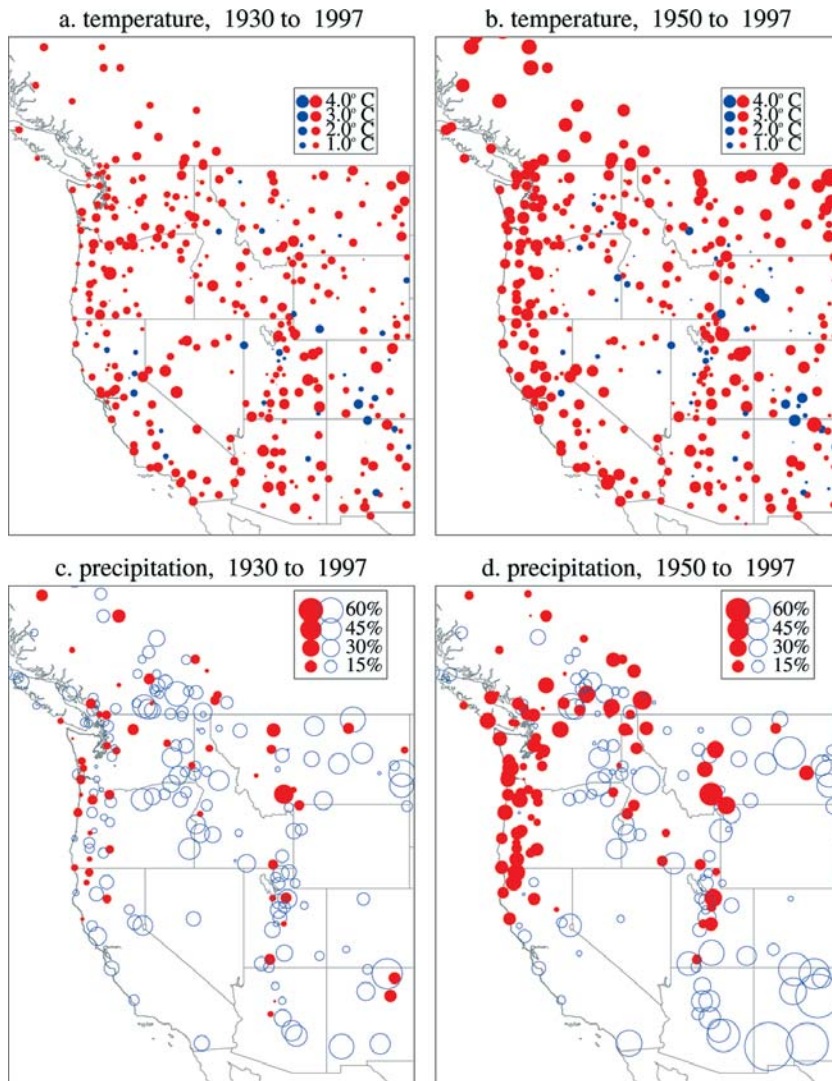 a. temperature, 1930 to 1997
4.0° C
3.0° C
2.0° C
1.0° C
b. temperature, 1950 to 1997
4.0° C
3.0° C
2.0° C
1.0° C
c. precipitation, 1930 to 1997
60%
45%
30%
15%
d. precipitation, 1950 to 1997
60%
45%
30%
15%